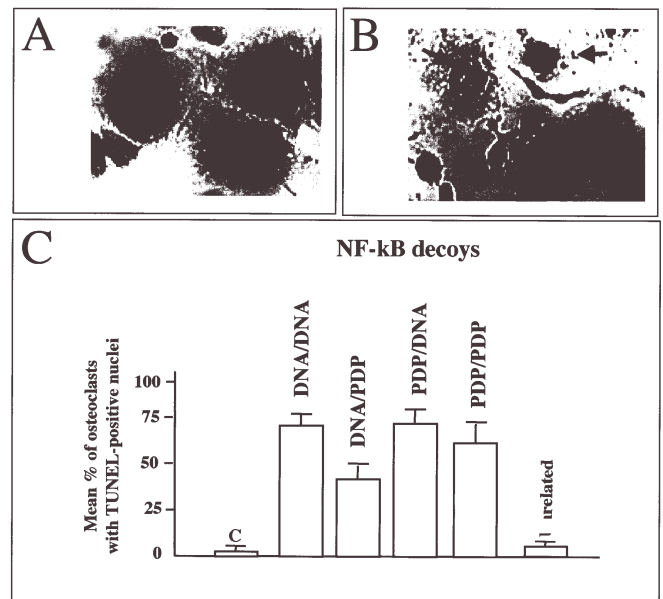 A
B
C
NF-kB decoys
Mean % of osteoclasts
with TUNEL-positive nuclei
100
75
50
25
0
C
DNA/DNA
DNA/PDP
PDP/DNA
PDP/PDP